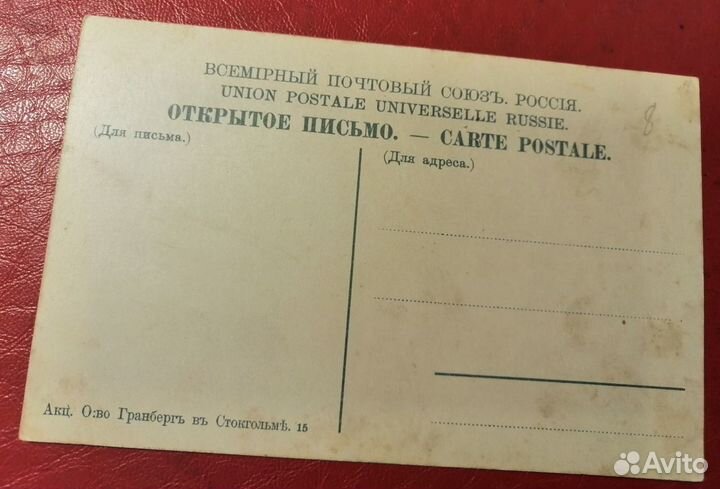 ВСЕМІРНЫЙ ПОЧТОВЫЙ СОЮЗЪ. РОССІЯ.
UNION POSTALE UNIVERSELLE RUSSIE.
ОТКРЫТОЕ ПИСЬМО. — CARTE POSTALE.
(Для письма.)
(Для адреса.)
8
Акц. О:во Гранбергъ въ Стокгольмѣ. 15
Avito